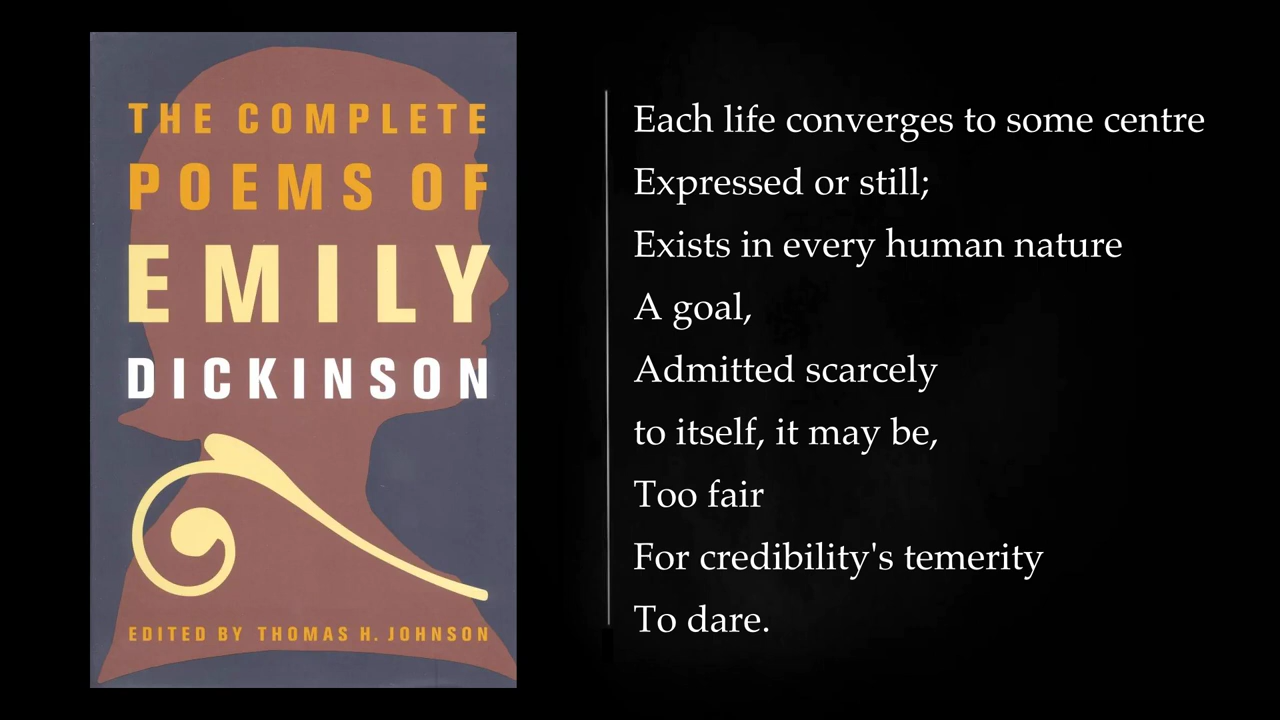 THE COMPLETE
POEMS OF
EMILY
DICKINSON
EDITED BY THOMAS H. JOHNSON
Each life converges to some centre
Expressed or still;
Exists in every human nature
A goal,
Admitted scarcely
to itself, it may be,
Too fair
For credibility's temerity
To dare.